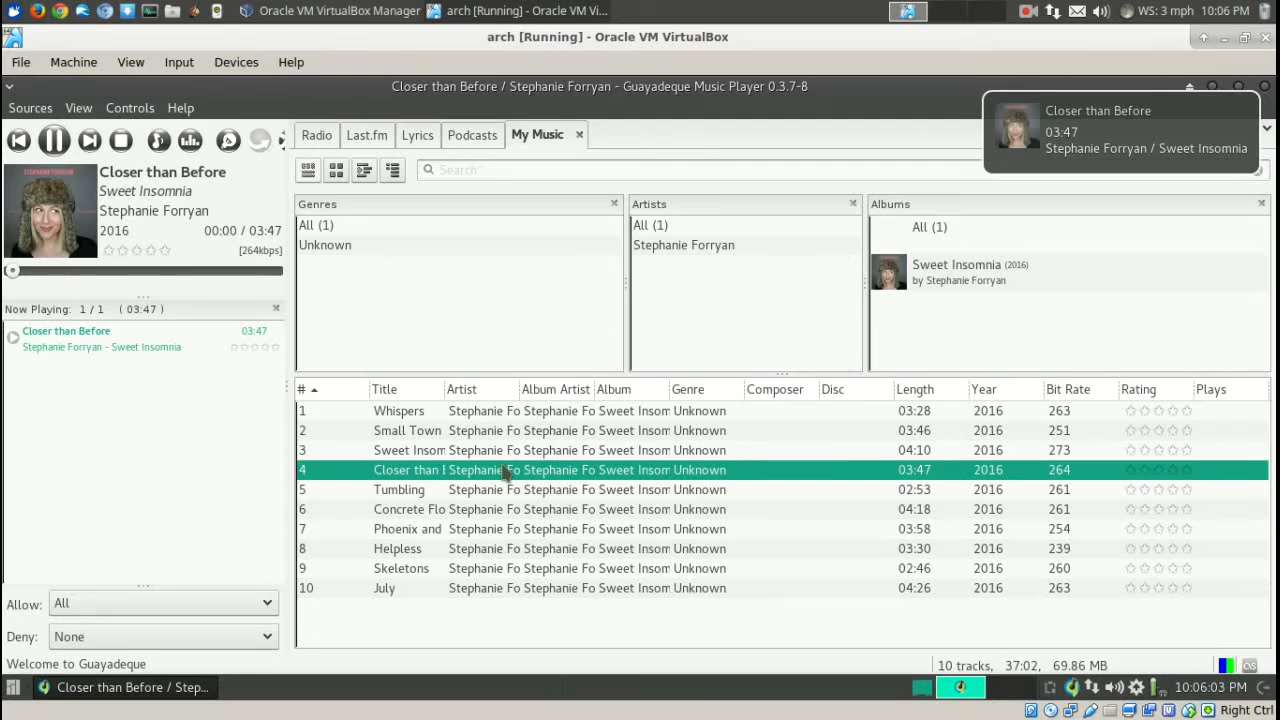 Oracle VM VirtualBox Manager
arch [Running] - Oracle VM Vi...
WS: 3 mph
10:06 PM
arch [Running] - Oracle VM VirtualBox
File Machine View Input Devices Help
Closer than Before / Stephanie Forryan - Guayadeque Music Player 0.3.7-8
Sources View Controls Help
Closer than Before
03:47
Stephanie Forryan / Sweet Insomnia
Radio Last.fm Lyrics Podcasts My Music
Search
Closer than Before
Sweet Insomnia
Stephanie Forryan
2016 00:00 / 03:47
[264kbps]
Now Playing: 1 / 1 ( 03:47 )
Closer than Before 03:47
Stephanie Forryan - Sweet Insomnia
Allow: All
Deny: None
Genres
All (1)
Unknown
Artists
All (1)
Stephanie Forryan
Albums
All (1)
Sweet Insomnia (2016)
by Stephanie Forryan
# Title Artist Album Artist Album Genre Composer Disc Length Year Bit Rate Rating Plays
1 Whispers Stephanie Fo Stephanie Fo Sweet Insom Unknown 03:28 2016 263
2 Small Town Stephanie Fo Stephanie Fo Sweet Insom Unknown 03:46 2016 251
3 Sweet Insom Stephanie Fo Stephanie Fo Sweet Insom Unknown 04:10 2016 273
4 Closer than Stephanie Fo Stephanie Fo Sweet Insom Unknown 03:47 2016 264
5 Tumbling Stephanie Fo Stephanie Fo Sweet Insom Unknown 02:53 2016 261
6 Concrete Flo Stephanie Fo Stephanie Fo Sweet Insom Unknown 04:18 2016 261
7 Phoenix and Stephanie Fo Stephanie Fo Sweet Insom Unknown 03:58 2016 254
8 Helpless Stephanie Fo Stephanie Fo Sweet Insom Unknown 03:30 2016 239
9 Skeletons Stephanie Fo Stephanie Fo Sweet Insom Unknown 02:46 2016 260
10 July Stephanie Fo Stephanie Fo Sweet Insom Unknown 04:26 2016 263
Welcome to Guayadeque
10 tracks, 37:02, 69.86 MB
Closer than Before / Step...
10:06:03 PM
Right Ctrl